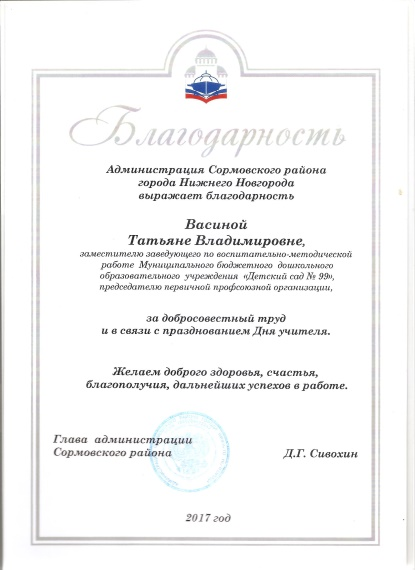 Благодарность
Администрация Сормовского района
города Нижнего Новгорода
выражает благодарность
Васиной
Татьяне Владимировне,
заместителю заведующего по воспитательно-методической
работе Муниципального бюджетного дошкольного
образовательного учреждения «Детский сад № 99»,
председателю первичной профсоюзной организации,
за добросовестный труд
и в связи с празднованием Дня учителя.
Желаем доброго здоровья, счастья,
благополучия, дальнейших успехов в работе.
Глава администрации
Сормовского района Д.Г. Сивохин
2017 год